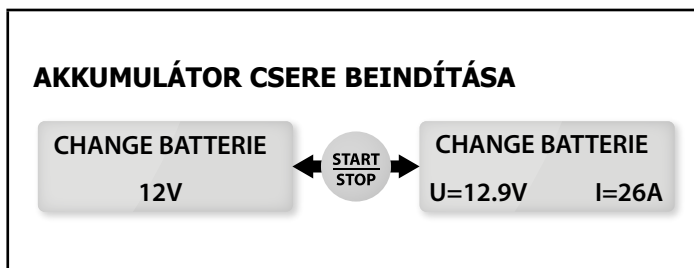 AKKUMULÁTOR CSERE BEINDÍTÁSA
CHANGE BATTERIE
12V
START
STOP
CHANGE BATTERIE
U=12.9V I=26A